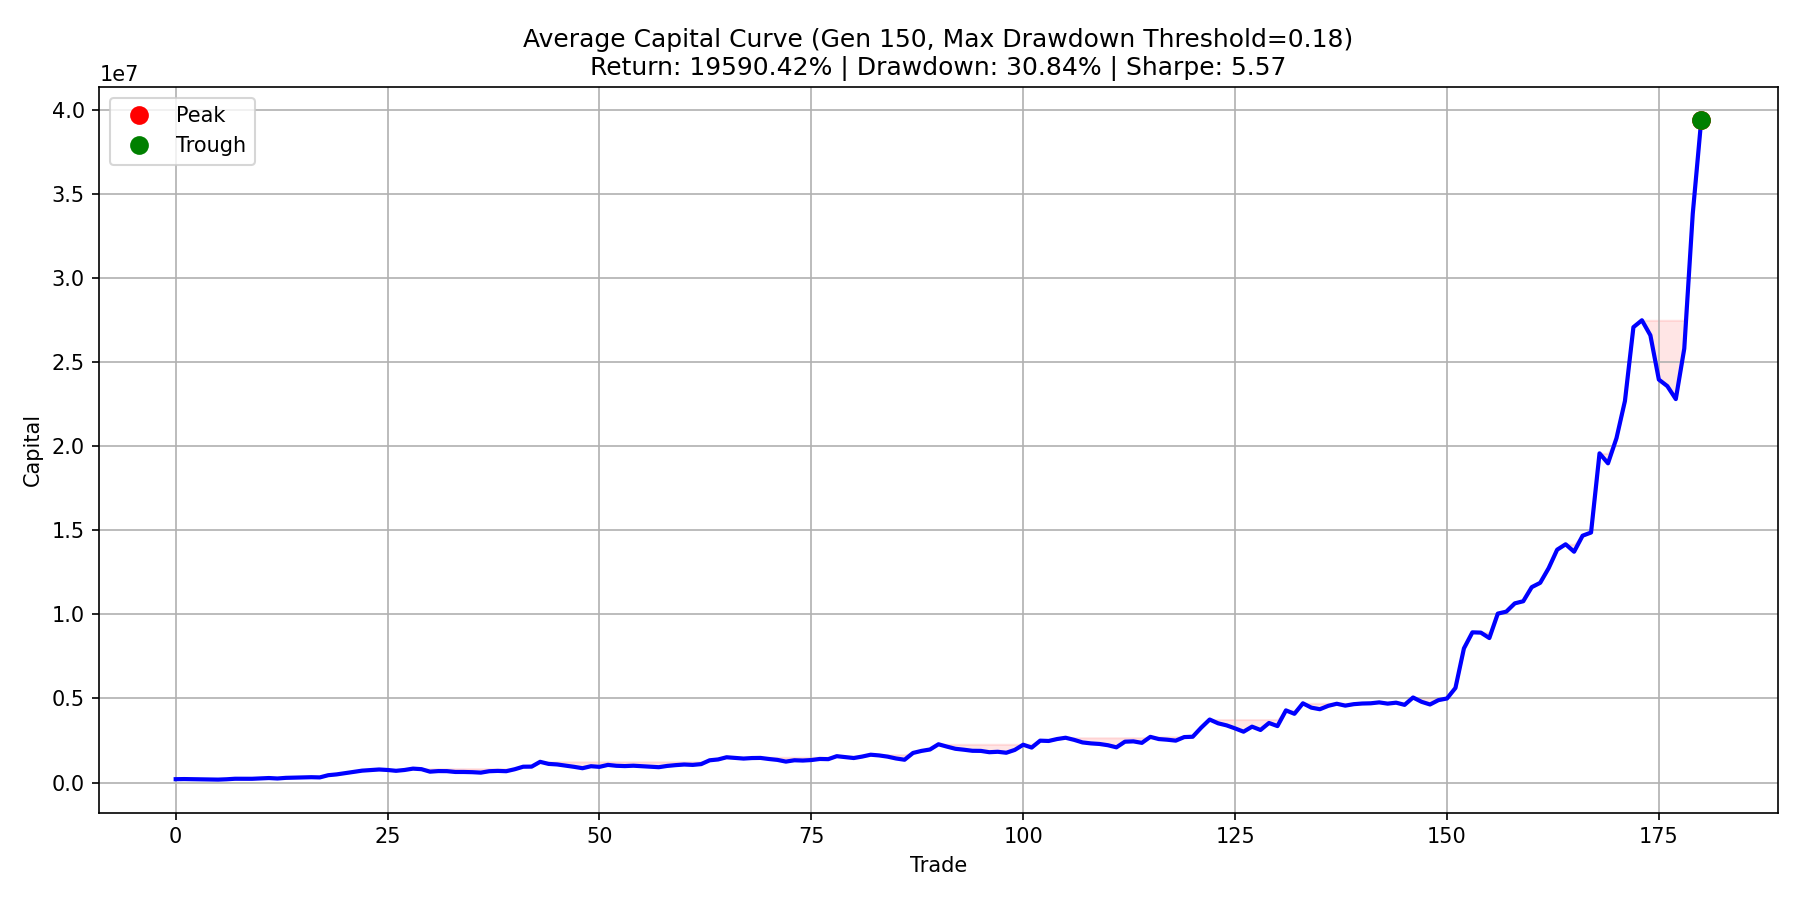 Average Capital Curve (Gen 150, Max Drawdown Threshold=0.18)
Return: 19590.42% | Drawdown: 30.84% | Sharpe: 5.57
1e7
Peak
Trough
4.0
3.5
3.0
2.5
2.0
1.5
1.0
0.5
0.0
Capital
0 25 50 75 100 125 150 175
Trade